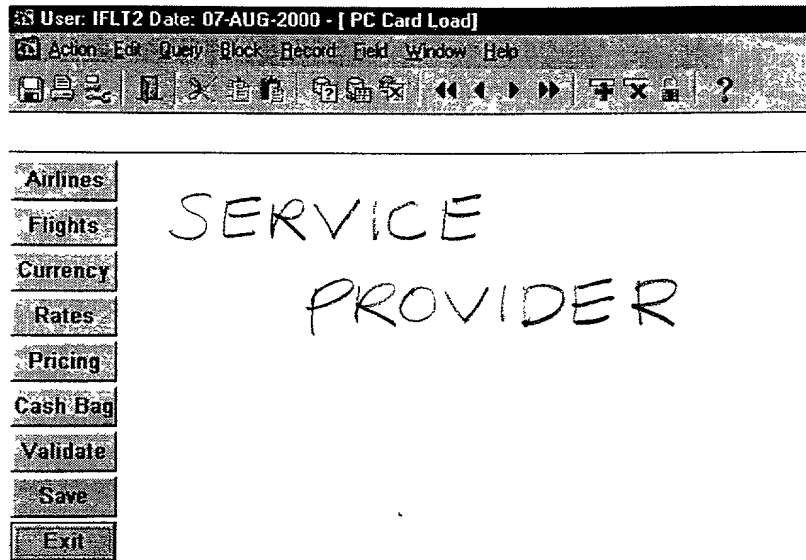 User: IFLT2 Date: 07-AUG-2000 - [ PC Card Load]
Action Edit Query Block Record Field Window Help
?
Airlines
Flights
Currency
Rates
Pricing
Cash Bag
Validate
Save
Exit
SERVICE
PROVIDER